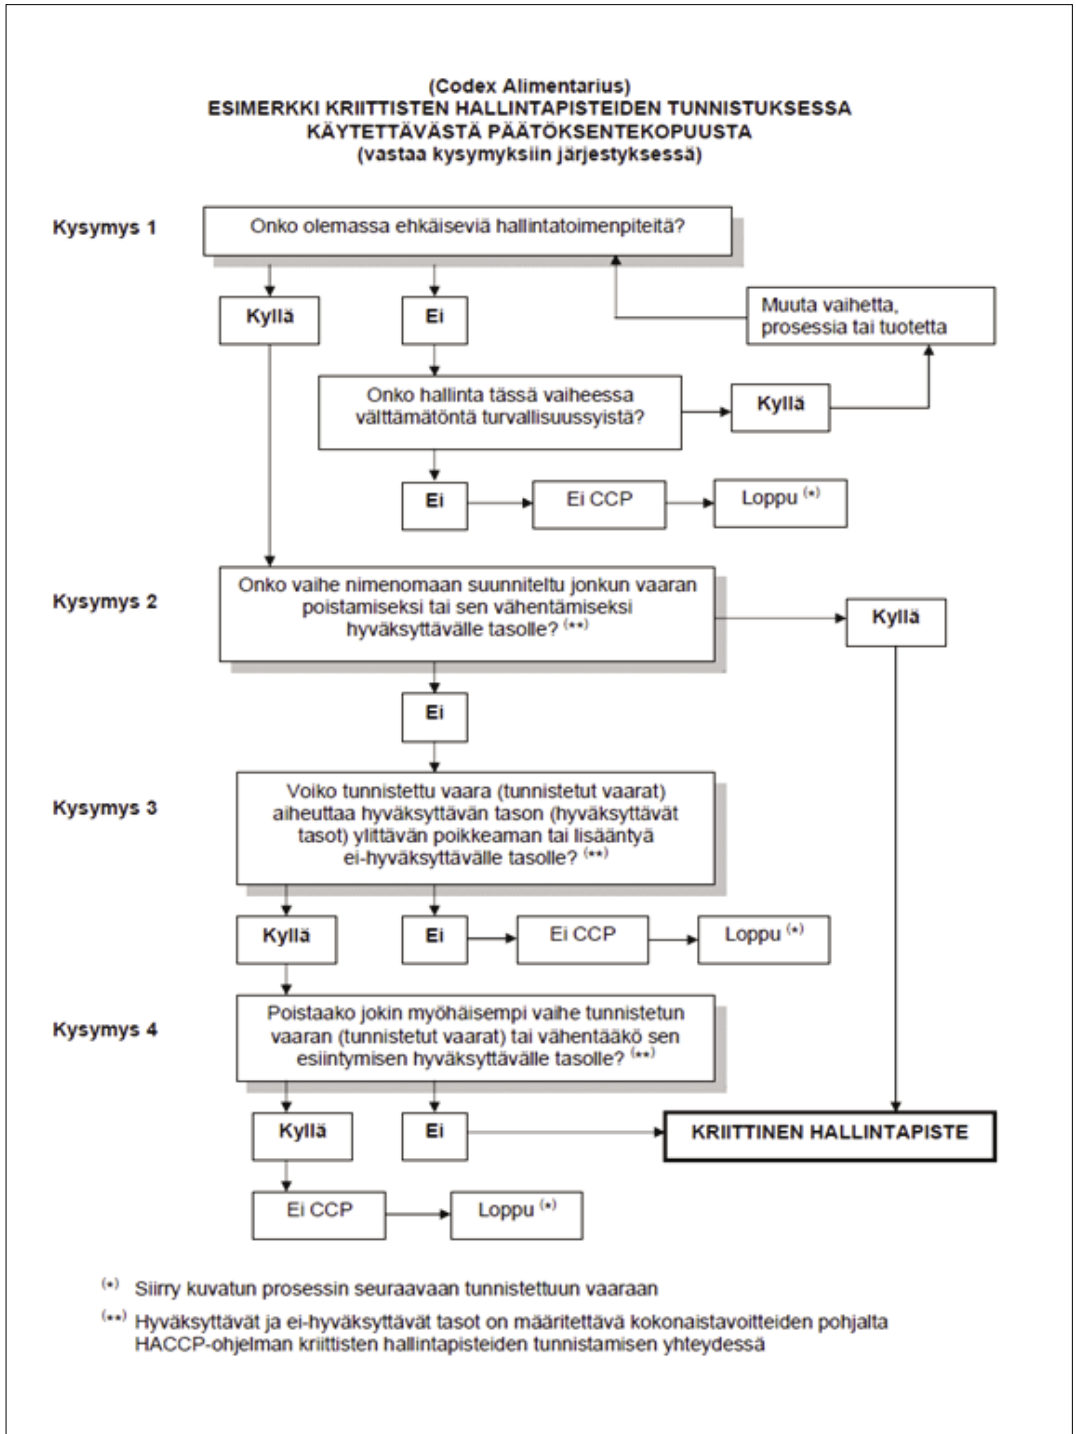 (Codex Alimentarius)
ESIMERKKI KRIITTISTEN HALLINTAPISTEIDEN TUNNISTUKSESSA
KÄYTETTÄVÄSTÄ PÄÄTÖKSENTEKOPUUSTA
(vastaa kysymyksiin järjestyksessä)
Kysymys 1
Onko olemassa ehkäiseviä hallintatoimenpiteitä?
Kyllä
Ei
Muuta vaihetta,
prosessia tai tuotetta
Onko hallinta tässä vaiheessa
välttämätöntä turvallisuussyistä?
Kyllä
Ei
Ei CCP
Loppu (*)
Kysymys 2
Onko vaihe nimenomaan suunniteltu jonkun vaaran
poistamiseksi tai sen vähentämiseksi
hyväksyttävälle tasolle? (**)
Kyllä
Ei
Kysymys 3
Voiko tunnistettu vaara (tunnistetut vaarat)
aiheuttaa hyväksyttävän tason (hyväksyttävät
tasot) ylittävän poikkeaman tai lisääntyä
ei-hyväksyttävälle tasolle? (**)
Kyllä
Ei
Ei CCP
Loppu (*)
Kysymys 4
Poistaako jokin myöhäisempi vaihe tunnistetun
vaaran (tunnistetut vaarat) tai vähentääkö sen
esiintymisen hyväksyttävälle tasolle? (**)
Kyllä
Ei
KRIITTINEN HALLINTAPISTE
Ei CCP
Loppu (*)
(*) Siirry kuvatun prosessin seuraavaan tunnistettuun vaaraan
(**) Hyväksyttävät ja ei-hyväksyttävät tasot on määritettävä kokonaistavoitteiden pohjalta
HACCP-ohjelman kriittisten hallintapisteiden tunnistamisen yhteydessä